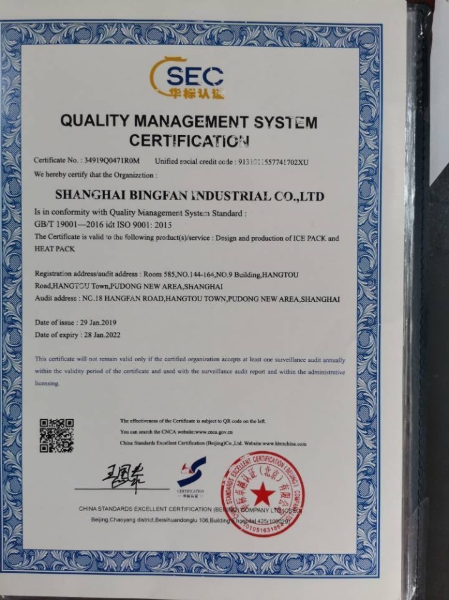 SEC
华标认证
QUALITY MANAGEMENT SYSTEM
CERTIFICATION
Certificate No. : 34919Q0471R0M Unified social credit code :
We hereby certify that the Organization :
SHANGHAI BINGFAN INDUSTRIAL CO.,LTD
Is in conformity with Quality Management System Standard :
GB/T 19001—2016 idt ISO 9001: 2015
The Certificate is valid to the following product(s)/service : Design and production of ICE PACK and
HEAT PACK
Registration address/audit address : Room 585,NO.144-164,NO.9 Building,HANGTOU
Road,HANGTOU Town,PUDONG NEW AREA,SHANGHAI
Audit address : NO.18 HANGFAN ROAD,HANGTOU TOWN,PUDONG NEW AREA,SHANGHAI
Date of issue : 29 Jan.2019
Date of expiry : 28 Jan.2022
This certificate will not remain valid only if the certified organization accepts at least one surveillance audit annually
within the validity period of the certificate and used with the surveillance audit report and within the administrative
licensing.
The effectiveness of the Certificate is subject to QR code on the left.
You can search the CNCA website:www.cnca.gov.cn
China Standards Excellent Certification (Beijing)Co., Ltd. Website:www.hbrzchina.com
CERTIFICATION
华标卓越认证
CHINA STANDARDS EXCELLENT CERTIFICATION (BEIJING) COMPANY LTD
Beijing,Chaoyang district,Beishuandonglu 108,Building